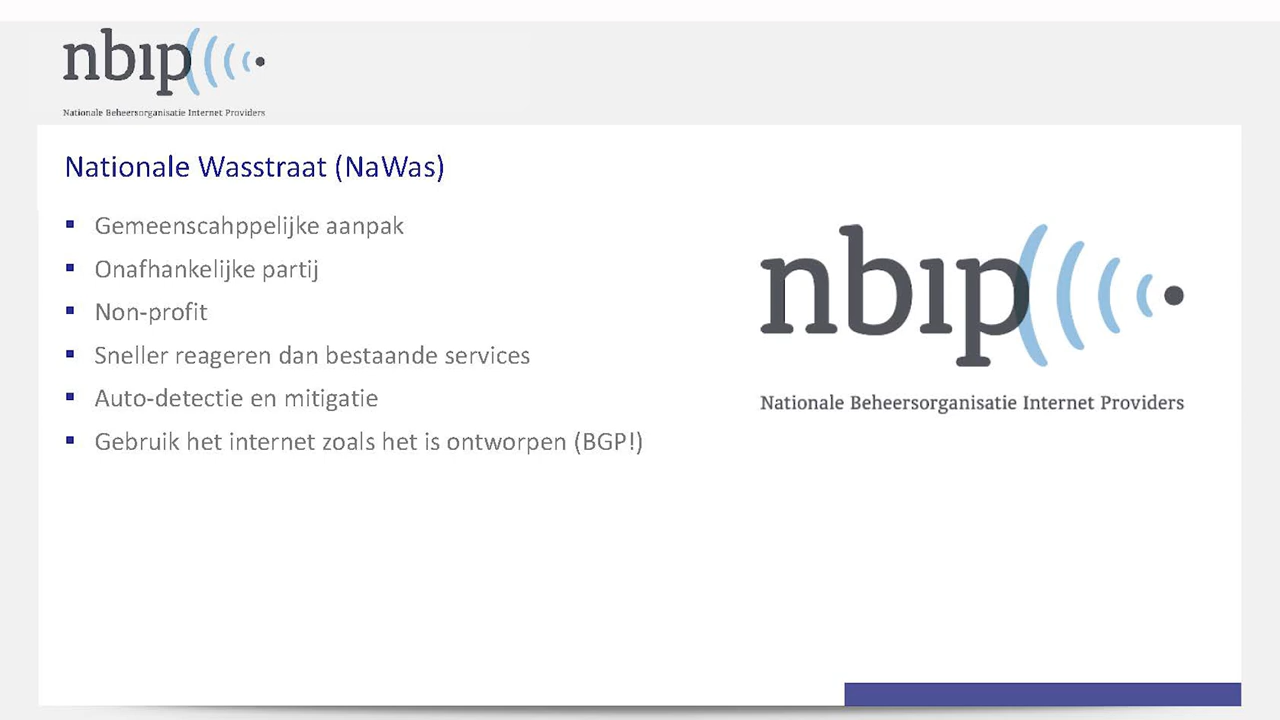 nbip
Nationale Beheersorganisatie Internet Providers
Nationale Wasstraat (NaWas)
Gemeenscahppelijke aanpak
Onafhankelijke partij
Non-profit
Sneller reageren dan bestaande services
Auto-detectie en mitigatie
Gebruik het internet zoals het is ontworpen (BGP!)
nbip
Nationale Beheersorganisatie Internet Providers